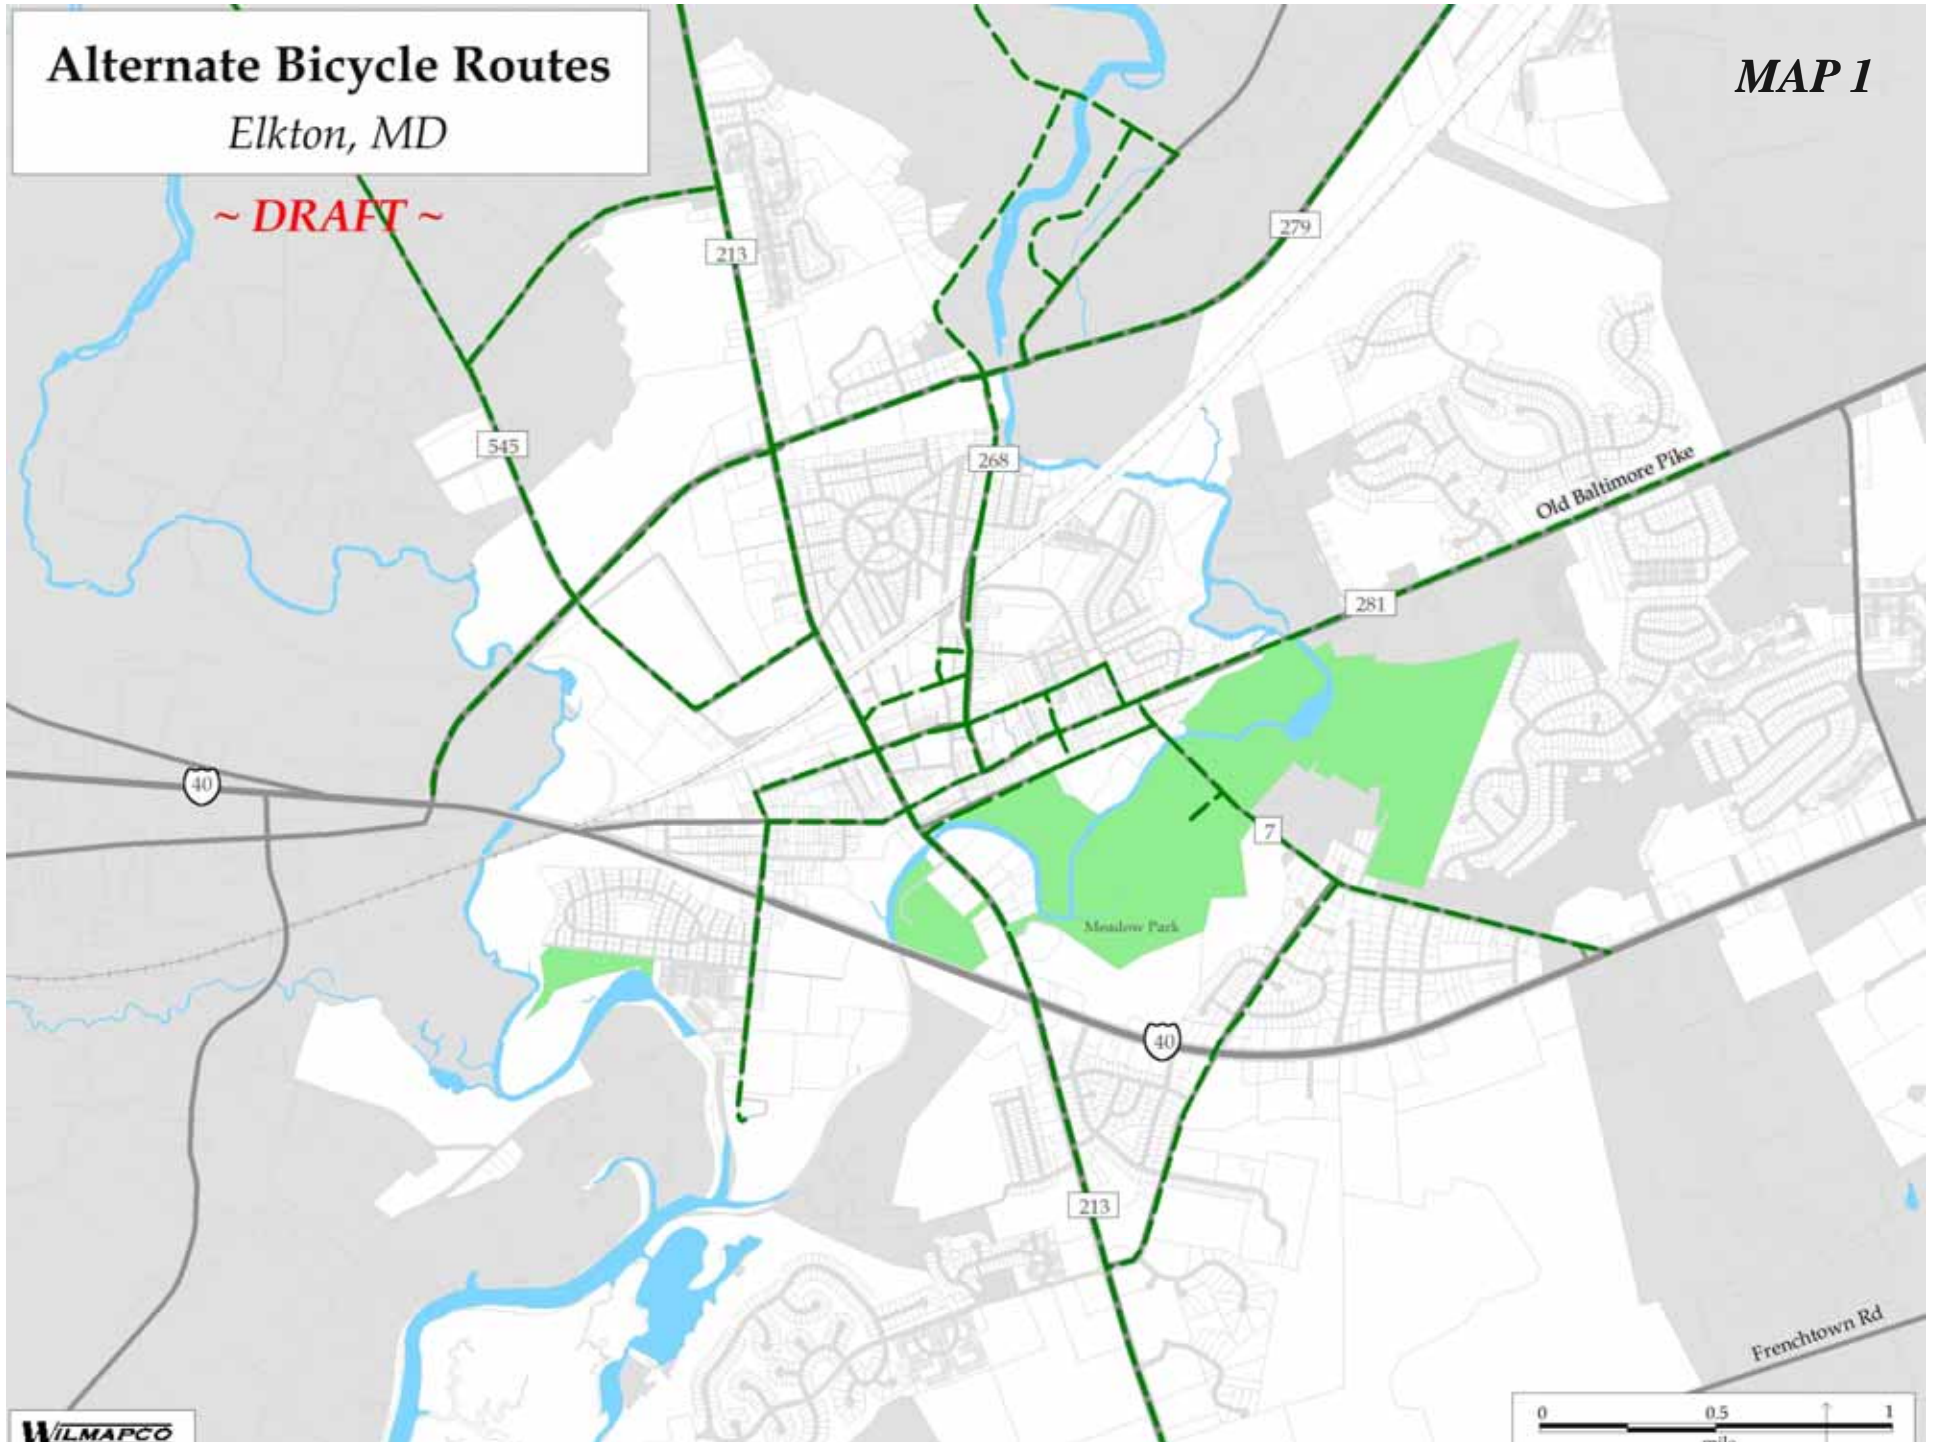 Alternate Bicycle Routes
Elkton, MD
MAP 1
~ DRAFT ~
279
213
545
268
Old Baltimore Pike
281
40
7
Meadow Park
40
213
Frenchtown Rd
0 0.5 1
mile
WILMAPCO